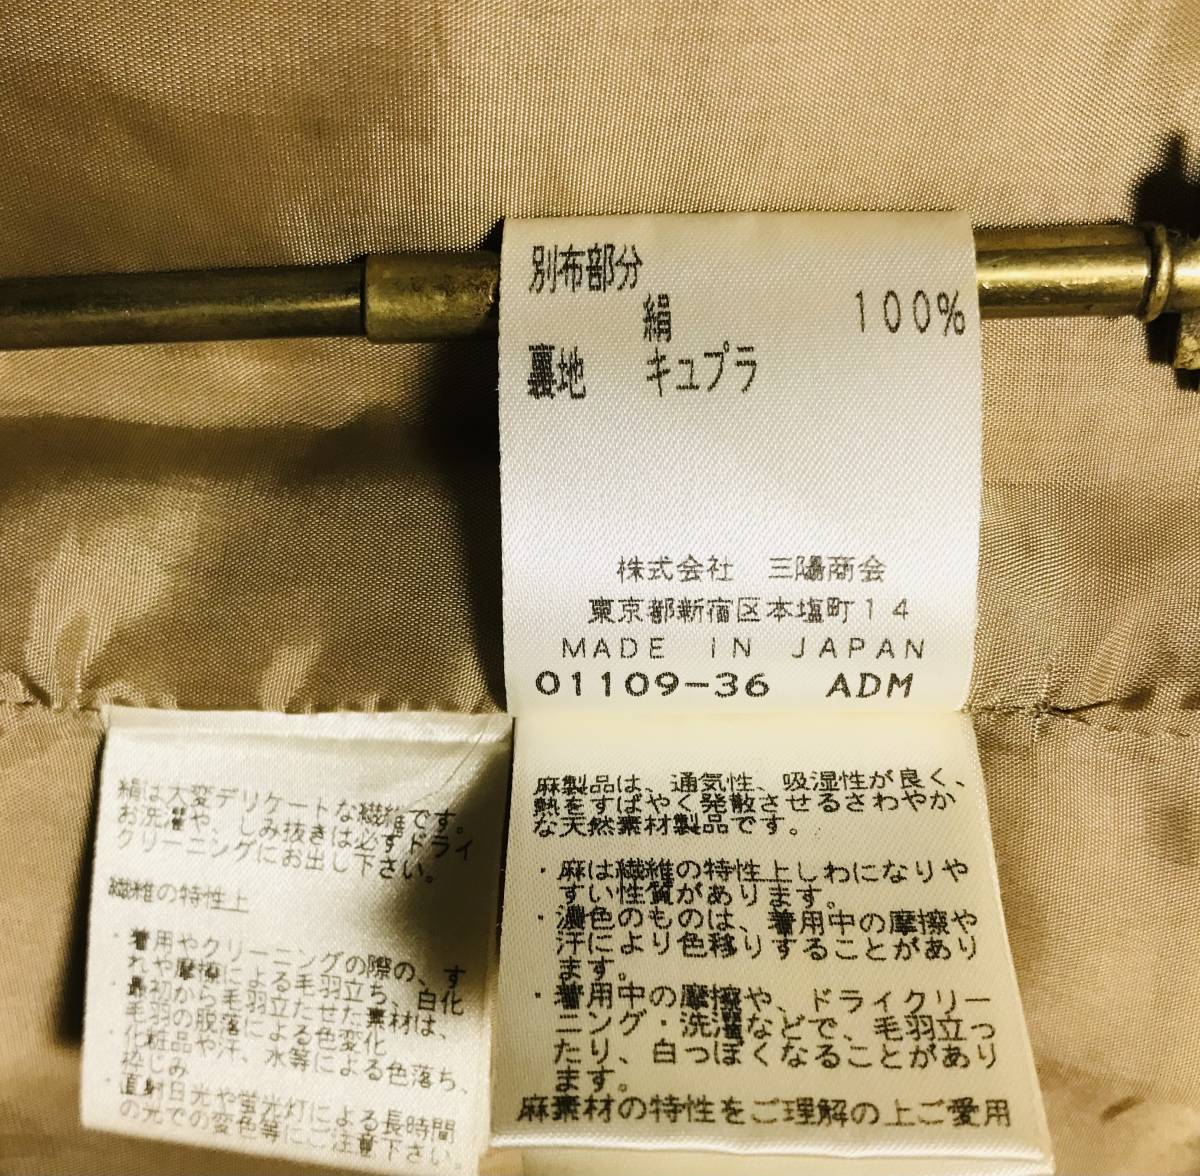 別布部分
絹 100%
裏地 キュプラ
株式会社 三陽商会
東京都新宿区本塩町14
MADE IN JAPAN
01109-36 ADM
絹は大変デリケートな繊維です。
お洗濯や、しみ抜きは必ずドライ
クリーニングにお出し下さい。
繊維の特性上
・着用やクリーニングの際の、す
れや摩擦による毛羽立ち、白化
・最初から毛羽立たせた素材は、
毛羽の脱落による色変化
・化粧品や汗、水等による色落ち、
枠じみ
・直射日光や蛍光灯による長時間
の光での変色等にご注意下さい。
麻製品は、通気性、吸湿性が良く、
熱をすばやく発散させるさわやか
な天然素材製品です。
・麻は繊維の特性上しわになりや
すい性質があります。
・濃色のものは、着用中の摩擦や
汗により色移りすることがあり
ます。
・着用中の摩擦や、ドライクリー
ニング・洗濯などで、毛羽立っ
たり、白っぽくなることがあり
ます。
麻素材の特性をご理解の上ご愛用